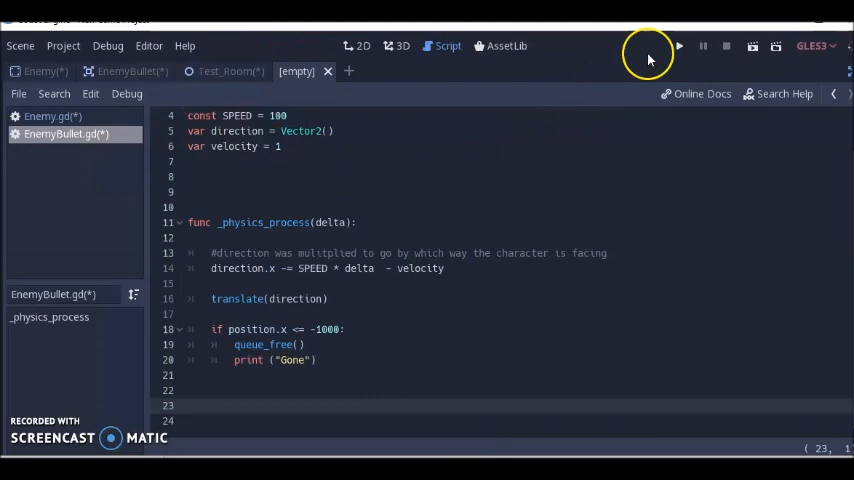 Scene Project Debug Editor Help 2D 3D Script AssetLib GLES3
Enemy(*) EnemyBullet(*) Test_Room(*) [empty]
File Search Edit Debug Online Docs Search Help
Enemy.gd(*)
EnemyBullet.gd(*)
EnemyBullet.gd(*)
_physics_process
4 const SPEED = 100
5 var direction = Vector2()
6 var velocity = 1
7
8
9
10
11 func _physics_process(delta):
12
13 #direction was mulitplied to go by which way the character is facing
14 direction.x -= SPEED * delta - velocity
15
16 translate(direction)
17
18 if position.x <= -1000:
19 queue_free()
20 print ("Gone")
21
22
23
24
( 23, 1
RECORDED WITH
SCREENCAST MATIC